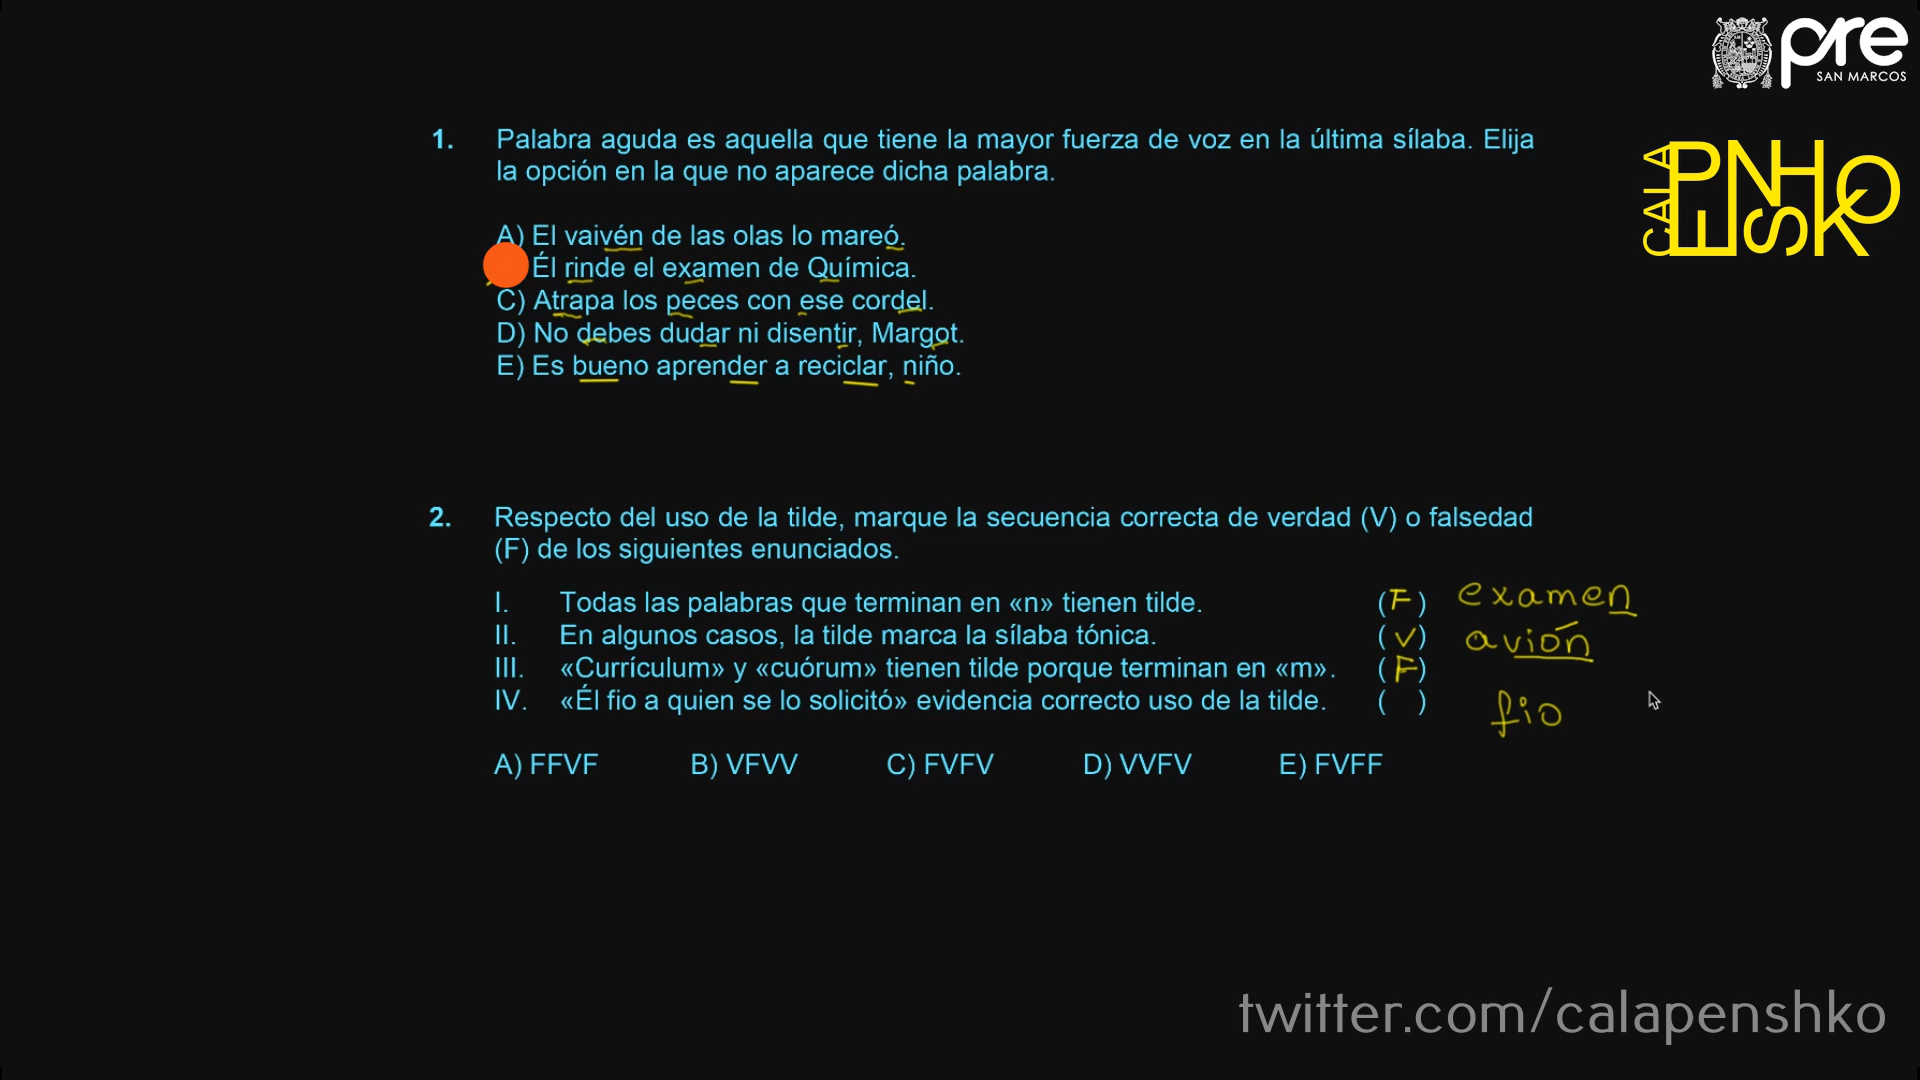 pre
SAN MARCOS
CALA
PENSHKO
1. Palabra aguda es aquella que tiene la mayor fuerza de voz en la última sílaba. Elija
la opción en la que no aparece dicha palabra.
A) El vaivén de las olas lo mareó.
Él rinde el examen de Química.
C) Atrapa los peces con ese cordel.
D) No debes dudar ni disentir, Margot.
E) Es bueno aprender a reciclar, niño.
2. Respecto del uso de la tilde, marque la secuencia correcta de verdad (V) o falsedad
(F) de los siguientes enunciados.
I. Todas las palabras que terminan en «n» tienen tilde. (F) examen
II. En algunos casos, la tilde marca la sílaba tónica. (V) avión
III. «Currículum» y «cuórum» tienen tilde porque terminan en «m». (F)
IV. «Él fio a quien se lo solicitó» evidencia correcto uso de la tilde. ( ) fio
A) FFVF B) VFVV C) FVFV D) VVFV E) FVFF
twitter.com/calapenshko